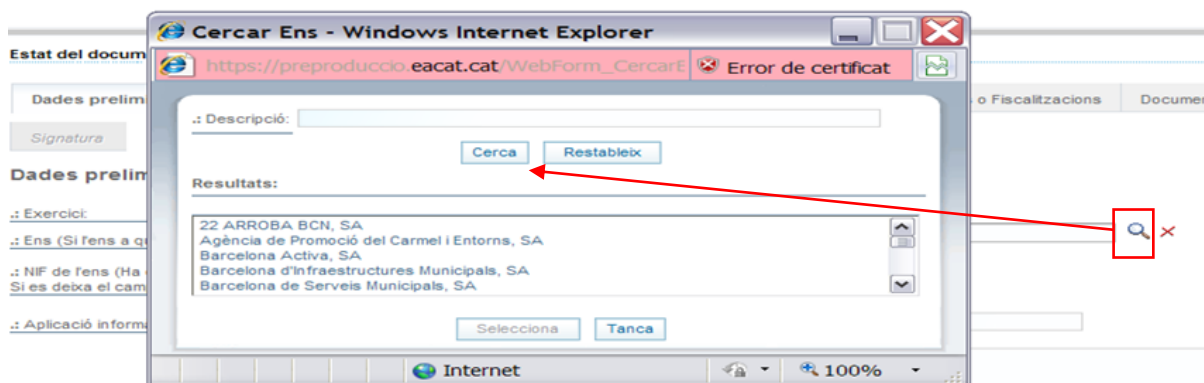 Cercar Ens - Windows Internet Explorer
Estat del docum
https://preproduccio.eacat.cat/WebForm_CercarE
Error de certificat
Dades prelim
o Fiscalitzacions
Docume
.: Descripció:
Signatura
Cerca
Restableix
Dades prelim
Resultats:
.: Exercici:
22 ARROBA BCN, SA
.: Ens (Si l'ens a q
Agència de Promoció del Carmel i Entorns, SA
Barcelona Activa, SA
.: NIF de l'ens (Ha
Barcelona d'Infraestructures Municipals, SA
Si es deixa el cam
Barcelona de Serveis Municipals, SA
.: Aplicació inform
Selecciona
Tanca
Internet
100%